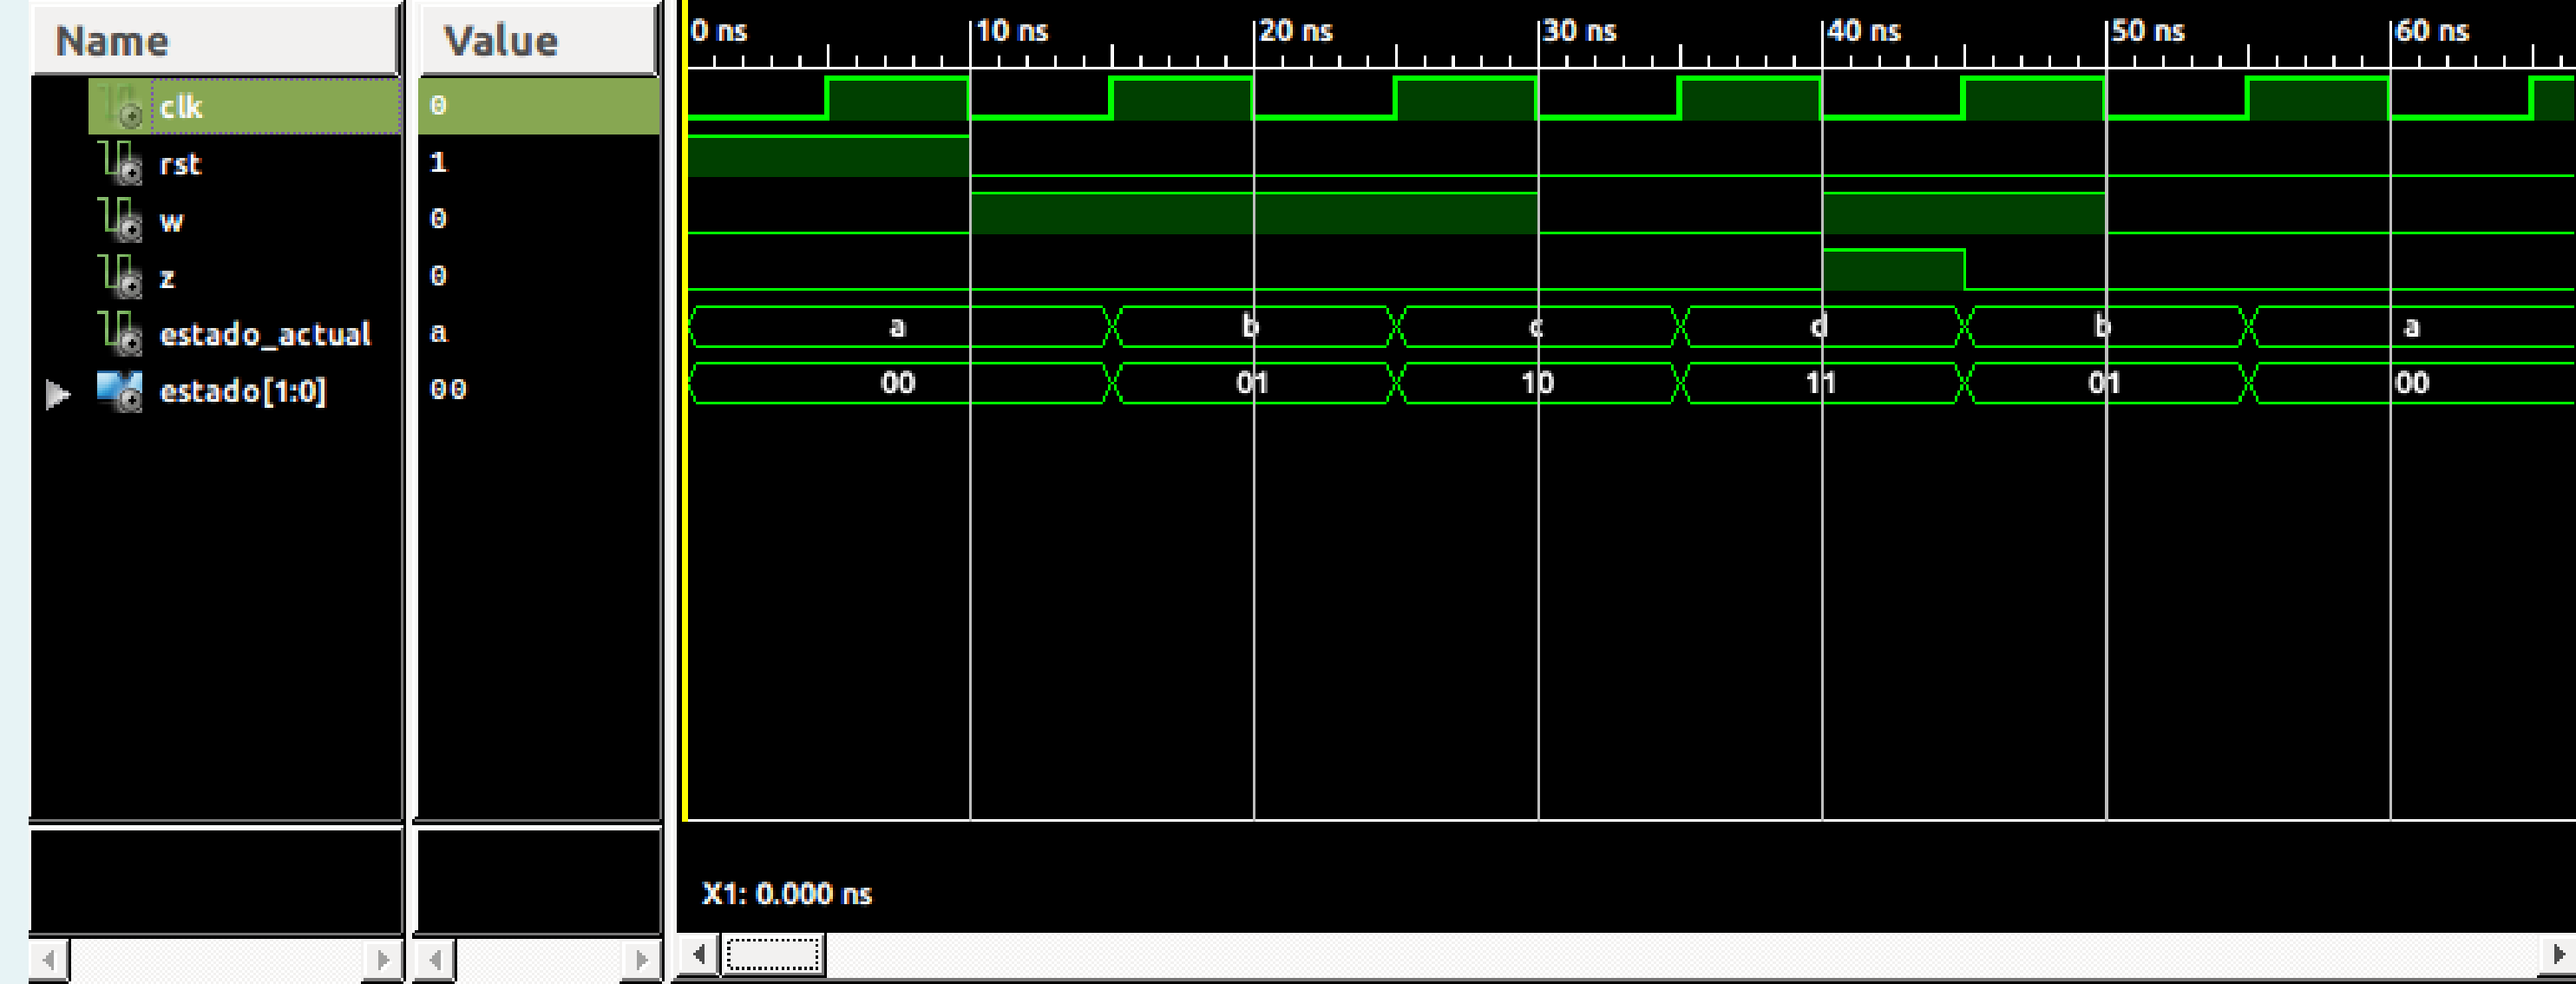 Name Value 0 ns 10 ns 20 ns 30 ns 40 ns 50 ns 60 ns
clk 0
rst 1
w 0
z 0
estado_actual a a b c d b a
estado[1:0] 00 00 01 10 11 01 00
X1: 0.000 ns